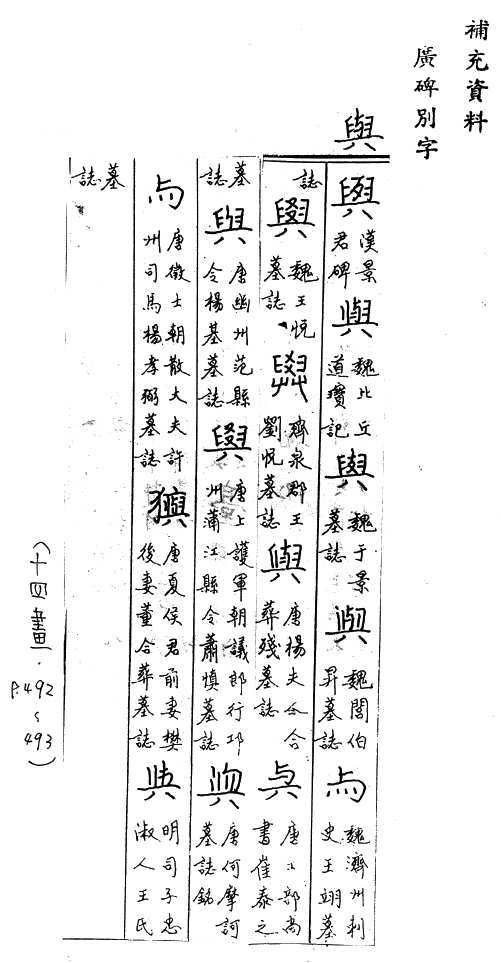 補充資料
廣碑別字
與
與 漢景君碑 與 魏比丘道寶記 與 魏于景墓誌 與 魏閻伯昇墓誌 与 魏濟州刺史王翊墓
誌 與 魏王悅墓誌 與 齊泉郡王劉悅墓誌 與 唐楊夫人合葬殘墓誌 与 唐工部尚書崔泰之
墓誌 與 唐幽州范縣令楊基墓誌 與 唐上護軍朝議郎行邛州蒲江縣令蕭慎墓誌 與 唐何摩訶墓誌銘
与 唐徵士朝散大夫許州司馬楊孝弼墓誌 唐夏侯君前妻樊後妻董合葬墓誌 明司子忠淑人王氏
墓誌
(十四畫.P.492~493)